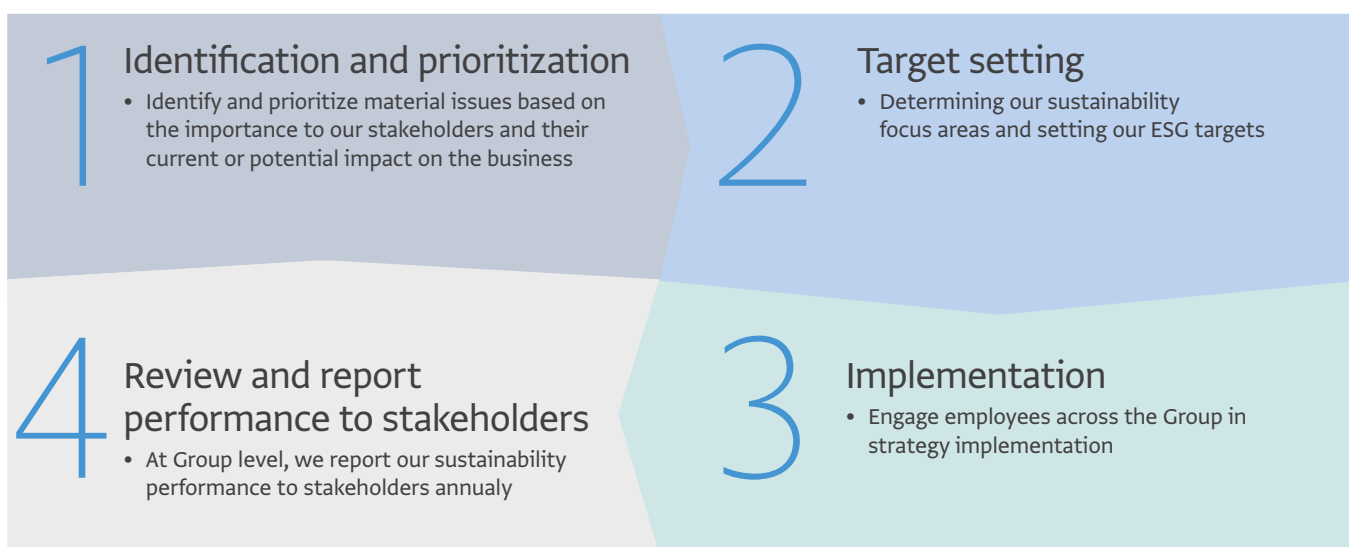 1
Identification and prioritization
• Identify and prioritize material issues based on
the importance to our stakeholders and their
current or potential impact on the business
2
Target setting
• Determining our sustainability
focus areas and setting our ESG targets
3
Implementation
• Engage employees across the Group in
strategy implementation
4
Review and report
performance to stakeholders
• At Group level, we report our sustainability
performance to stakeholders annualy